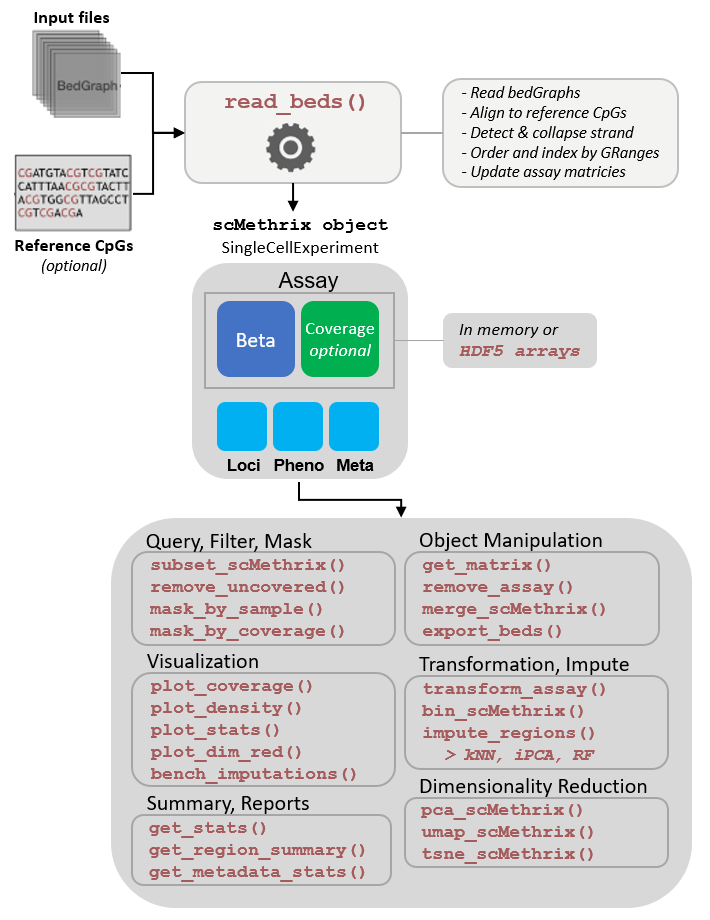 Input files
BedGraph
CGATGTACGTCGTATC
CATTTAACGCGTACTT
ACGTGGCGTTAGCCT
CGTCGACGA
Reference CpGs
(optional)
read_beds()
- Read bedGraphs
- Align to reference CpGs
- Detect & collapse strand
- Order and index by GRanges
- Update assay matricies
scMethrix object
SingleCellExperiment
Assay
Beta
Coverage
optional
In memory or
HDF5 arrays
Loci Pheno Meta
Query, Filter, Mask
subset_scMethrix()
remove_uncovered()
mask_by_sample()
mask_by_coverage()
Object Manipulation
get_matrix()
remove_assay()
merge_scMethrix()
export_beds()
Visualization
plot_coverage()
plot_density()
plot_stats()
plot_dim_red()
bench_imputations()
Transformation, Impute
transform_assay()
bin_scMethrix()
impute_regions()
> kNN, iPCA, RF
Summary, Reports
get_stats()
get_region_summary()
get_metadata_stats()
Dimensionality Reduction
pca_scMethrix()
umap_scMethrix()
tsne_scMethrix()